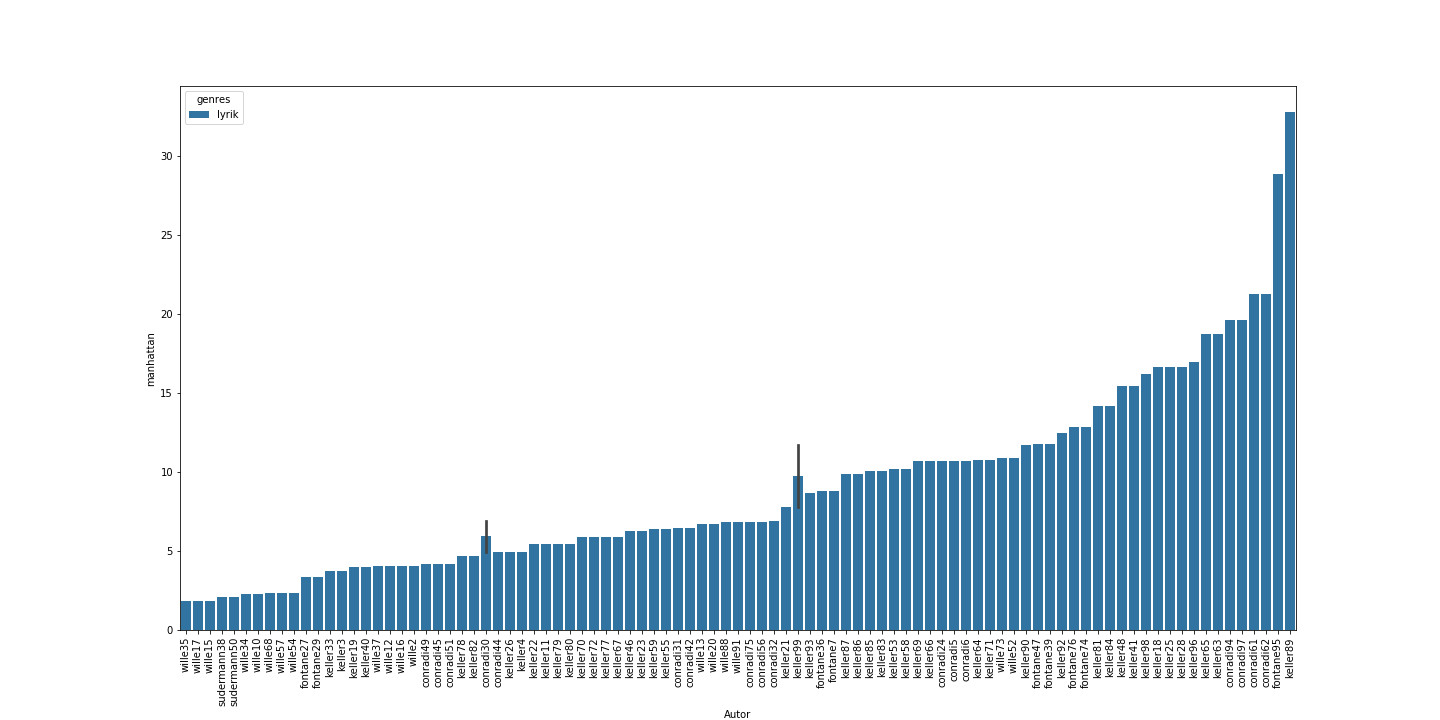 genres
lyrik
30
25
20
15
10
5
0
manhattan
wille35 wille17 wille15 sudermann38 sudermann50 wille34 wille10 wille68 wille57 wille54 fontane27 fontane29 keller33 keller3 keller19 keller40 wille37 wille12 wille16 wille2 conradi49 conradi45 conradi51 keller78 keller82 conradi30 conradi44 keller26 keller4 keller22 keller11 keller79 keller80 keller70 keller72 keller77 keller67 keller46 keller23 keller59 keller55 conradi31 conradi42 wille13 wille20 wille88 wille91 conradi75 conradi56 conradi32 keller21 keller99 keller93 fontane36 fontane7 keller87 keller86 keller85 keller83 keller53 keller58 keller69 keller66 conradi24 conradi5 conradi6 keller64 keller71 wille73 wille52 keller90 fontane47 fontane39 keller92 fontane76 fontane74 keller81 keller84 keller48 keller41 keller98 keller18 keller25 keller28 keller96 keller65 keller63 conradi94 conradi97 conradi61 conradi62 fontane95 keller89
Autor